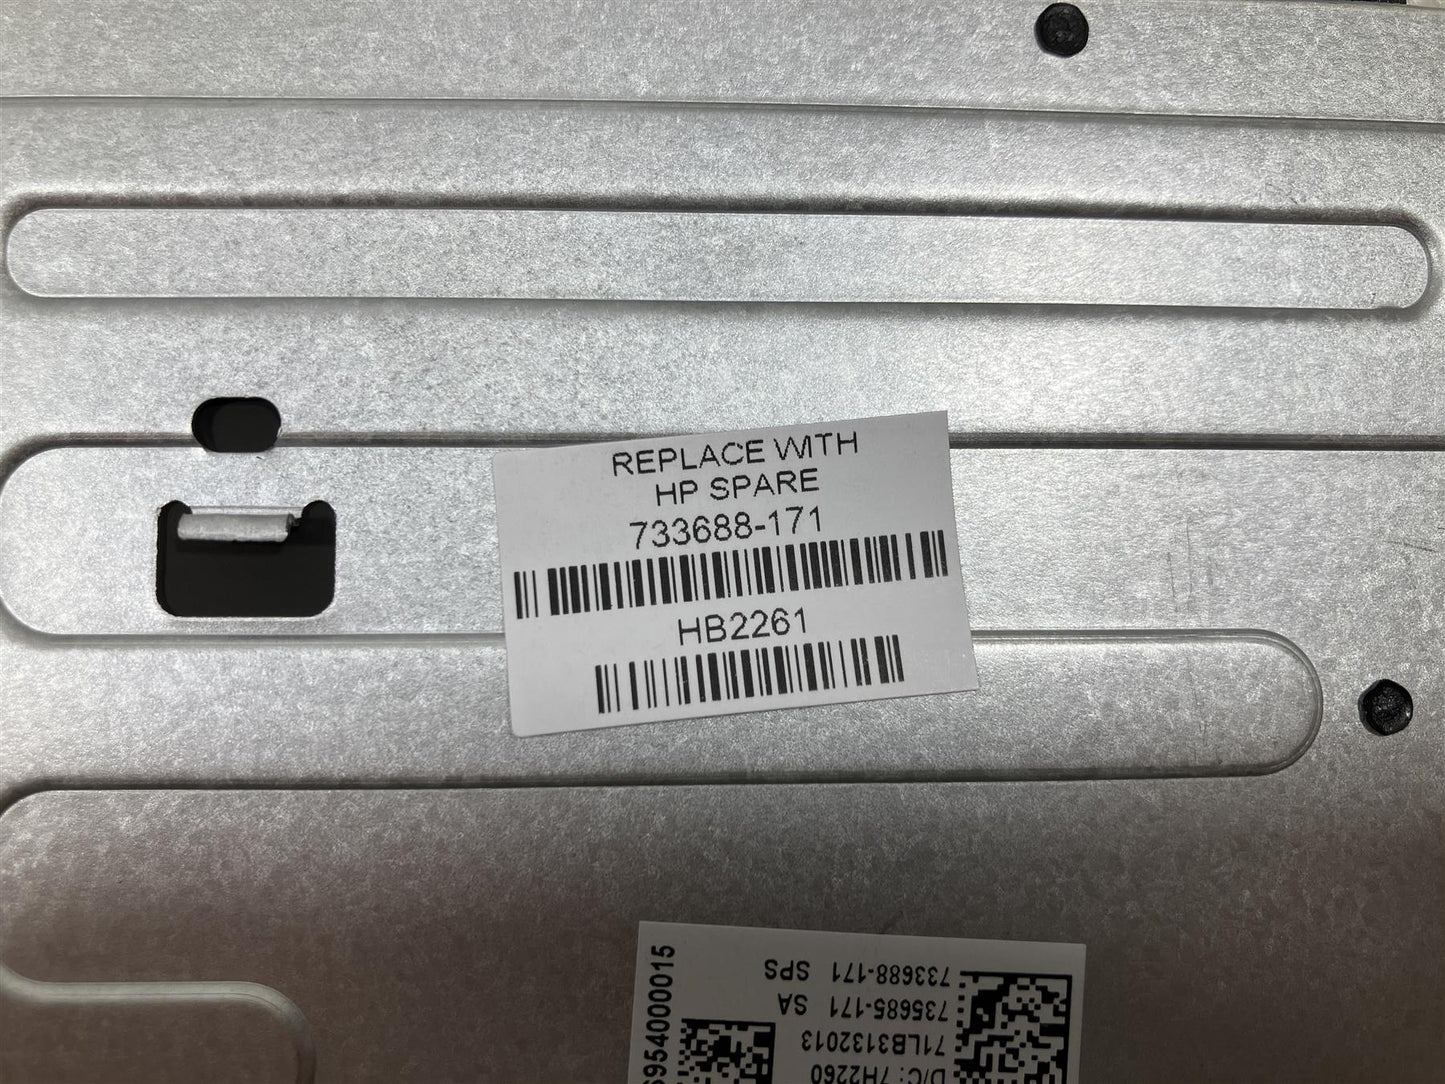 REPLACE WITH
HP SPARE
733688-171
HB2261
733688-171 SPS
735685-171 SA
71LB3132013
D/C: 7H2260
6954000015